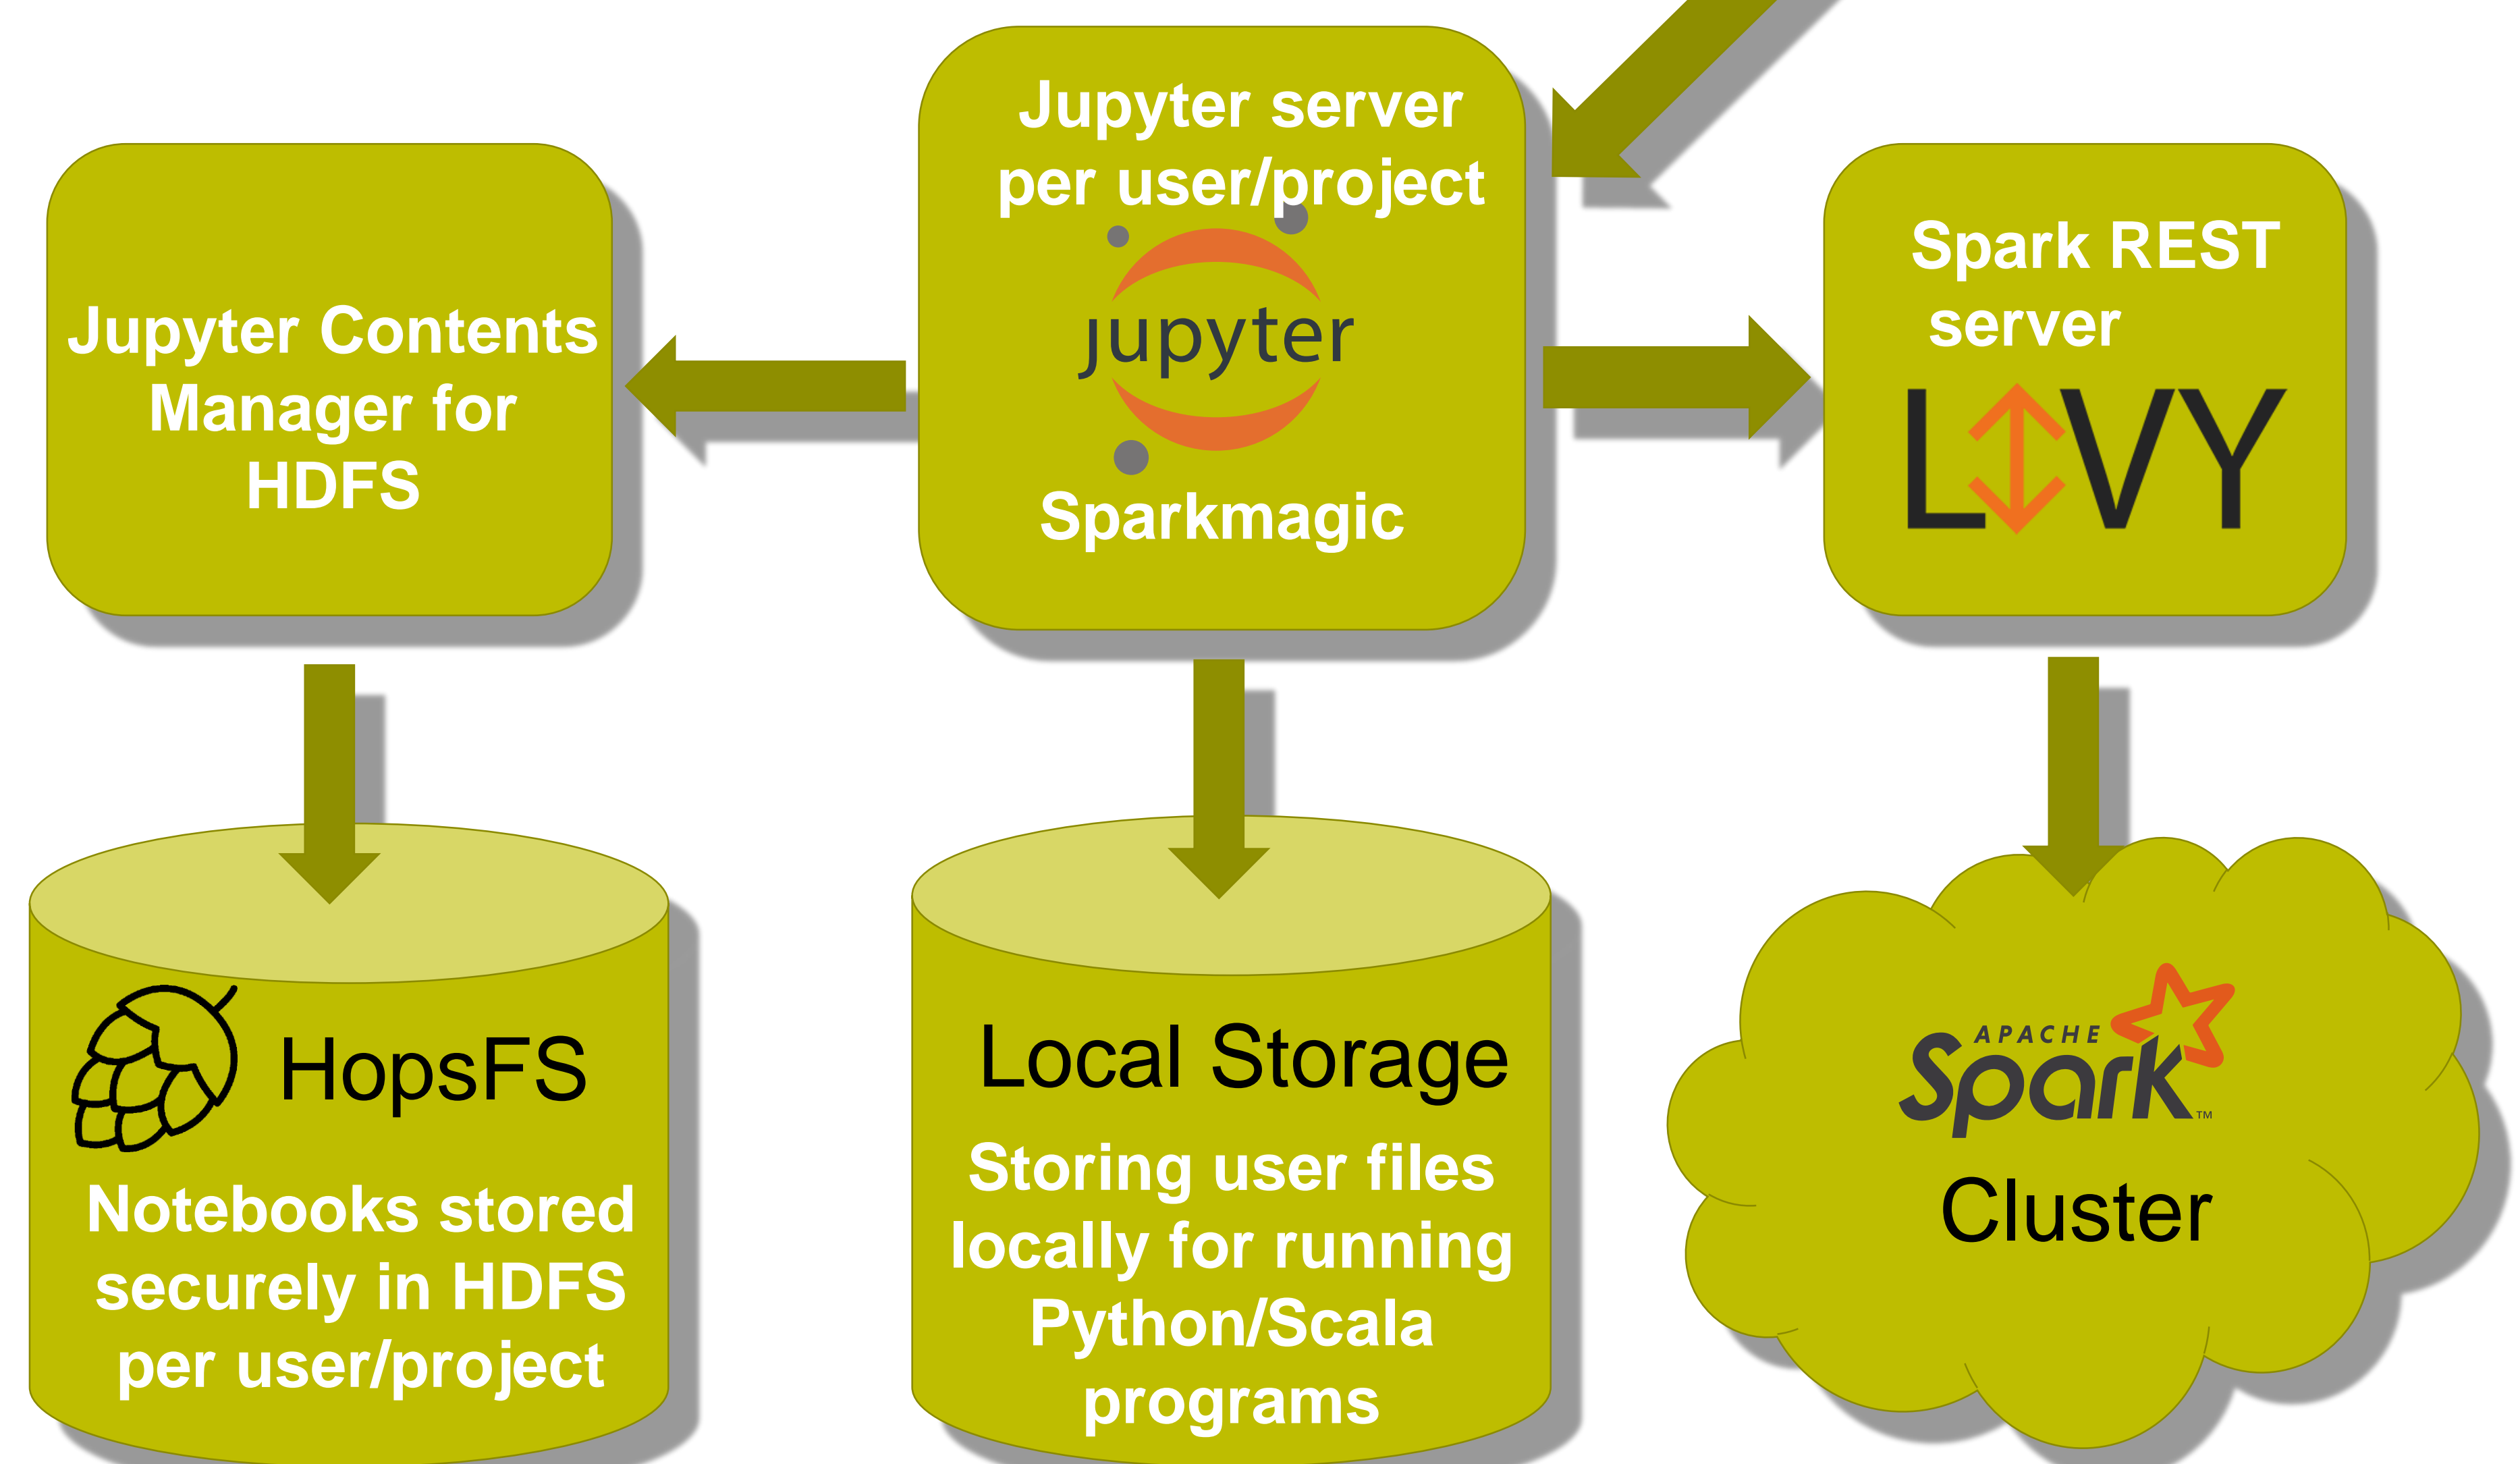 Jupyter server
per user/project
jupyter
Sparkmagic
Jupyter Contents
Manager for
HDFS
Spark REST
server
LIVY
HopsFS
Notebooks stored
securely in HDFS
per user/project
Local Storage
Storing user files
locally for running
Python/Scala
programs
APACHE
Spark™
Cluster